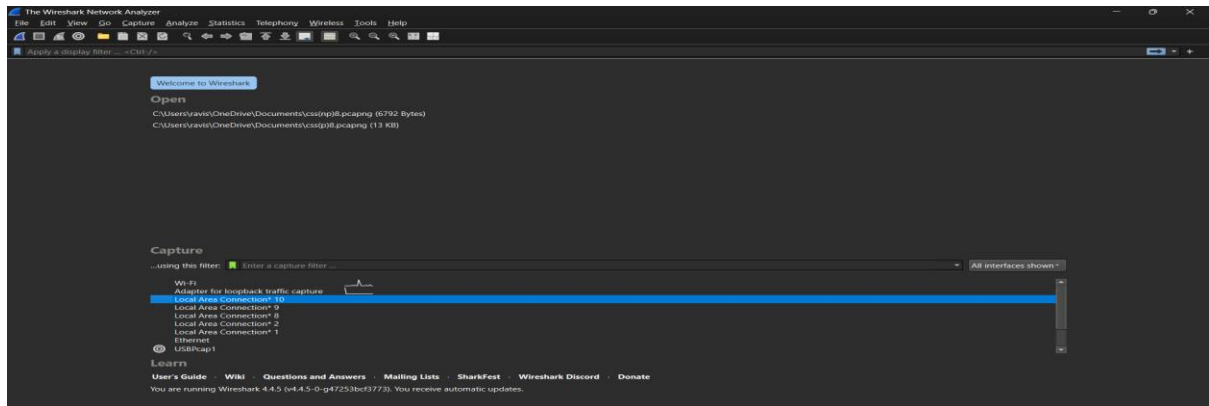 The Wireshark Network Analyzer
File Edit View Go Capture Analyze Statistics Telephony Wireless Tools Help
Apply a display filter ... <Ctrl-/>
Welcome to Wireshark
Open
C:\Users\ravis\OneDrive\Documents\css(np)8.pcapng (6792 Bytes)
C:\Users\ravis\OneDrive\Documents\css(p)8.pcapng (13 KB)
Capture
...using this filter: Enter a capture filter ... All interfaces shown
Wi-Fi
Adapter for loopback traffic capture
Local Area Connection* 10
Local Area Connection* 9
Local Area Connection* 8
Local Area Connection* 2
Local Area Connection* 1
Ethernet
USBPcap1
Learn
User's Guide · Wiki · Questions and Answers · Mailing Lists · SharkFest · Wireshark Discord · Donate
You are running Wireshark 4.4.5 (v4.4.5-0-g47253bcf3773). You receive automatic updates.